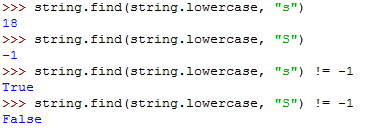 >>> string.find(string.lowercase, "s")
18
>>> string.find(string.lowercase, "S")
-1
>>> string.find(string.lowercase, "s") != -1
True
>>> string.find(string.lowercase, "S") != -1
False